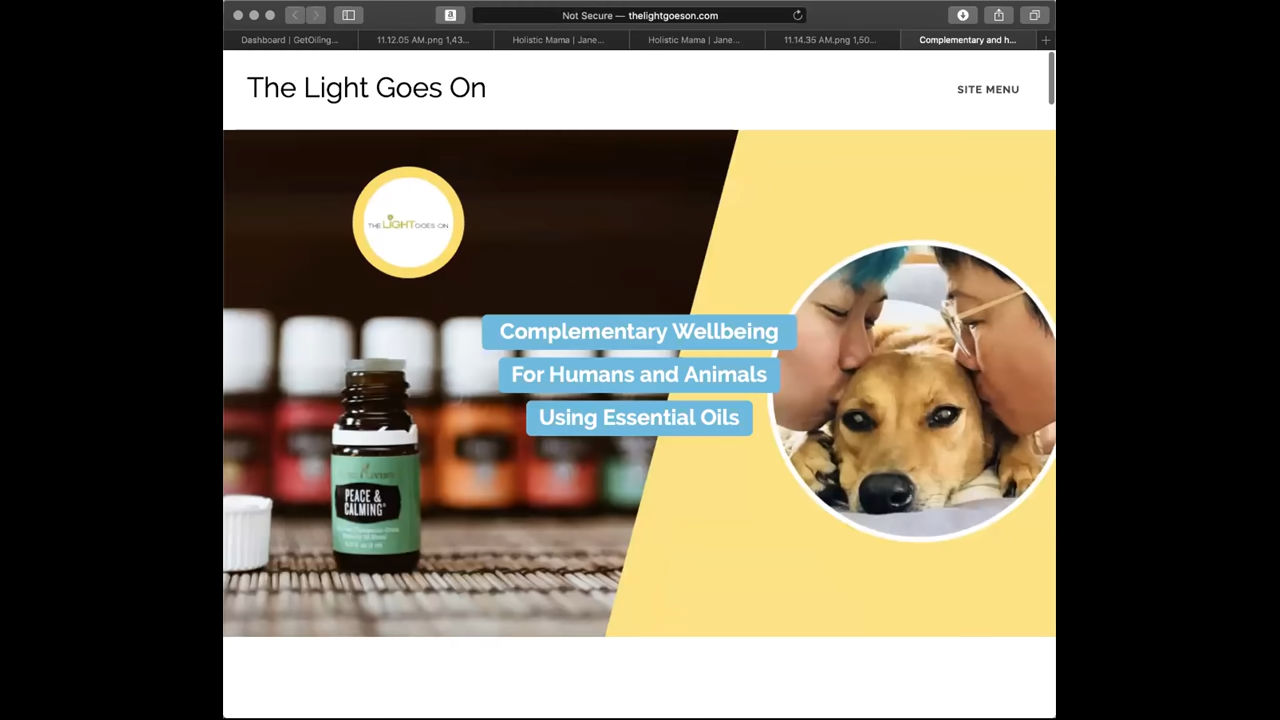 Not Secure — thelightgoeson.com
Dashboard | GetOiling...
11.12.05 AM.png 1,43...
Holistic Mama | Jane...
Holistic Mama | Jane...
11.14.35 AM.png 1,50...
Complementary and h...
The Light Goes On
SITE MENU
THE LIGHT GOES ON
Complementary Wellbeing
For Humans and Animals
Using Essential Oils
PEACE &
CALMING